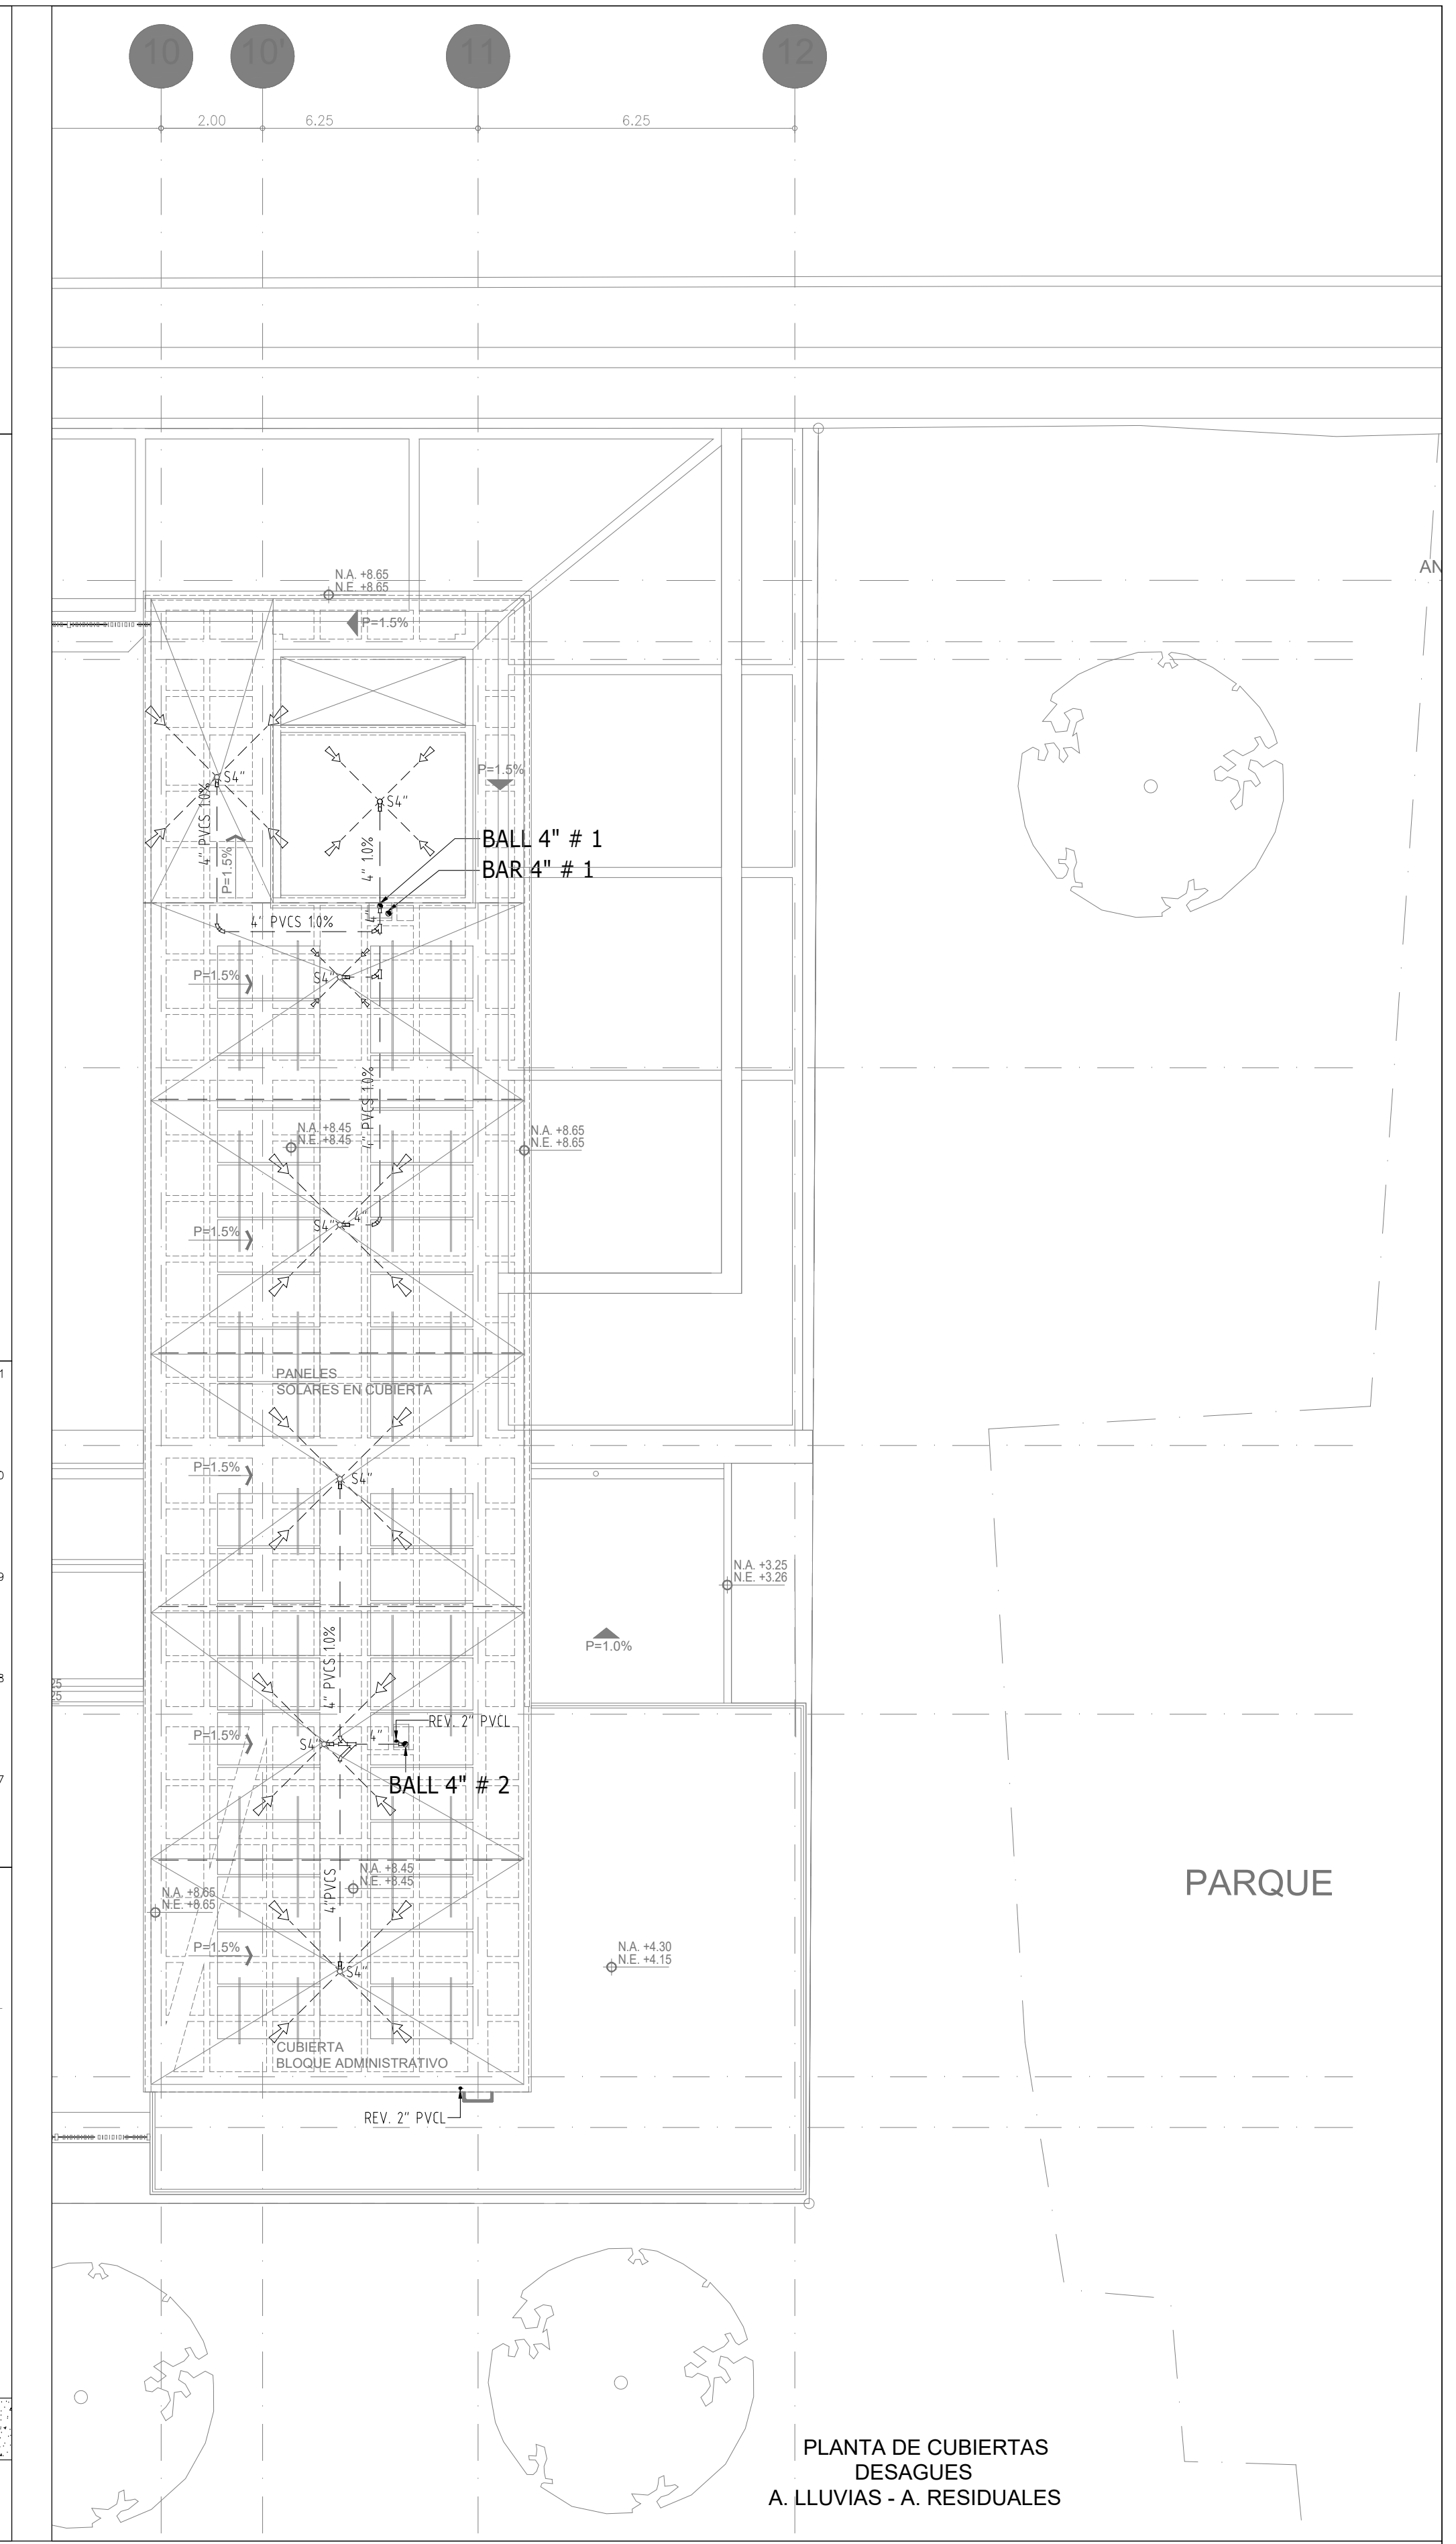 10
10'
11
12
2.00
6.25
6.25
N.A. +8.65
N.E. +8.65
P=1.5%
AN
P=1.5%
S4"
S4"
4" PVCS 1.0%
4" 1.0%
P=1.5%
BALL 4" # 1
BAR 4" # 1
4"
4" PVCS 1.0%
S4"
P=1.5%
4" PVCS 1.0%
N.A. +8.45
N.E. +8.45
N.A. +8.65
N.E. +8.65
S4"
4"
P=1.5%
PANELES
SOLARES EN CUBIERTA
P=1.5%
S4"
N.A. +3.25
N.E. +3.26
4" PVCS 1.0%
P=1.0%
25
25
REV. 2" PVCL
P=1.5%
S4"
4"
BALL 4" # 2
N.A. +8.45
N.E. +8.45
4"PVCS
N.A. +8.65
N.E. +8.65
PARQUE
P=1.5%
S4"
N.A. +4.30
N.E. +4.15
CUBIERTA
BLOQUE ADMINISTRATIVO
REV. 2" PVCL
PLANTA DE CUBIERTAS
DESAGUES
A. LLUVIAS - A. RESIDUALES